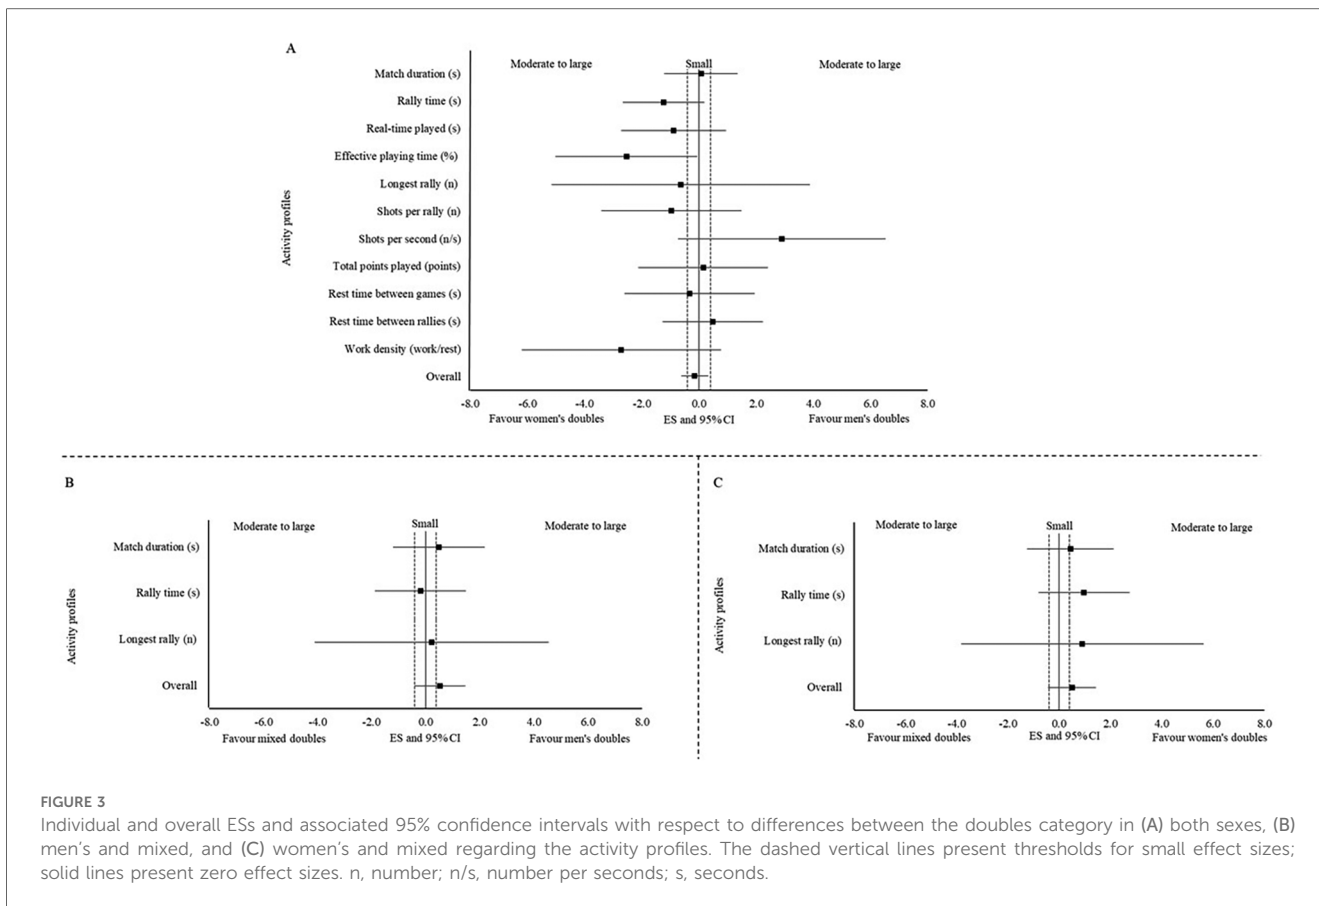 A
Moderate to large
Small
Moderate to large
Activity profiles
Match duration (s)
Rally time (s)
Real-time played (s)
Effective playing time (%)
Longest rally (n)
Shots per rally (n)
Shots per second (n/s)
Total points played (points)
Rest time between games (s)
Rest time between rallies (s)
Work density (work/rest)
Overall
-8.0 -6.0 -4.0 -2.0 0.0 2.0 4.0 6.0 8.0
Favour women's doubles ES and 95%CI Favour men's doubles
B
Moderate to large
Small
Moderate to large
Activity profiles
Match duration (s)
Rally time (s)
Longest rally (n)
Overall
-8.0 -4.0 -2.0 0.0 2.0 4.0 6.0 8.0
Favour mixed doubles ES and 95%CI Favour men's doubles
C
Moderate to large
Small
Moderate to large
Activity profiles
Match duration (s)
Rally time (s)
Longest rally (n)
Overall
-8.0 -6.0 -4.0 -2.0 0.0 2.0 4.0 6.0 8.0
Favour mixed doubles ES and 95%CI Favour women's doubles
FIGURE 3
Individual and overall ESs and associated 95% confidence intervals with respect to differences between the doubles category in (A) both sexes, (B)
men's and mixed, and (C) women's and mixed regarding the activity profiles. The dashed vertical lines present thresholds for small effect sizes;
solid lines present zero effect sizes. n, number; n/s, number per seconds; s, seconds.